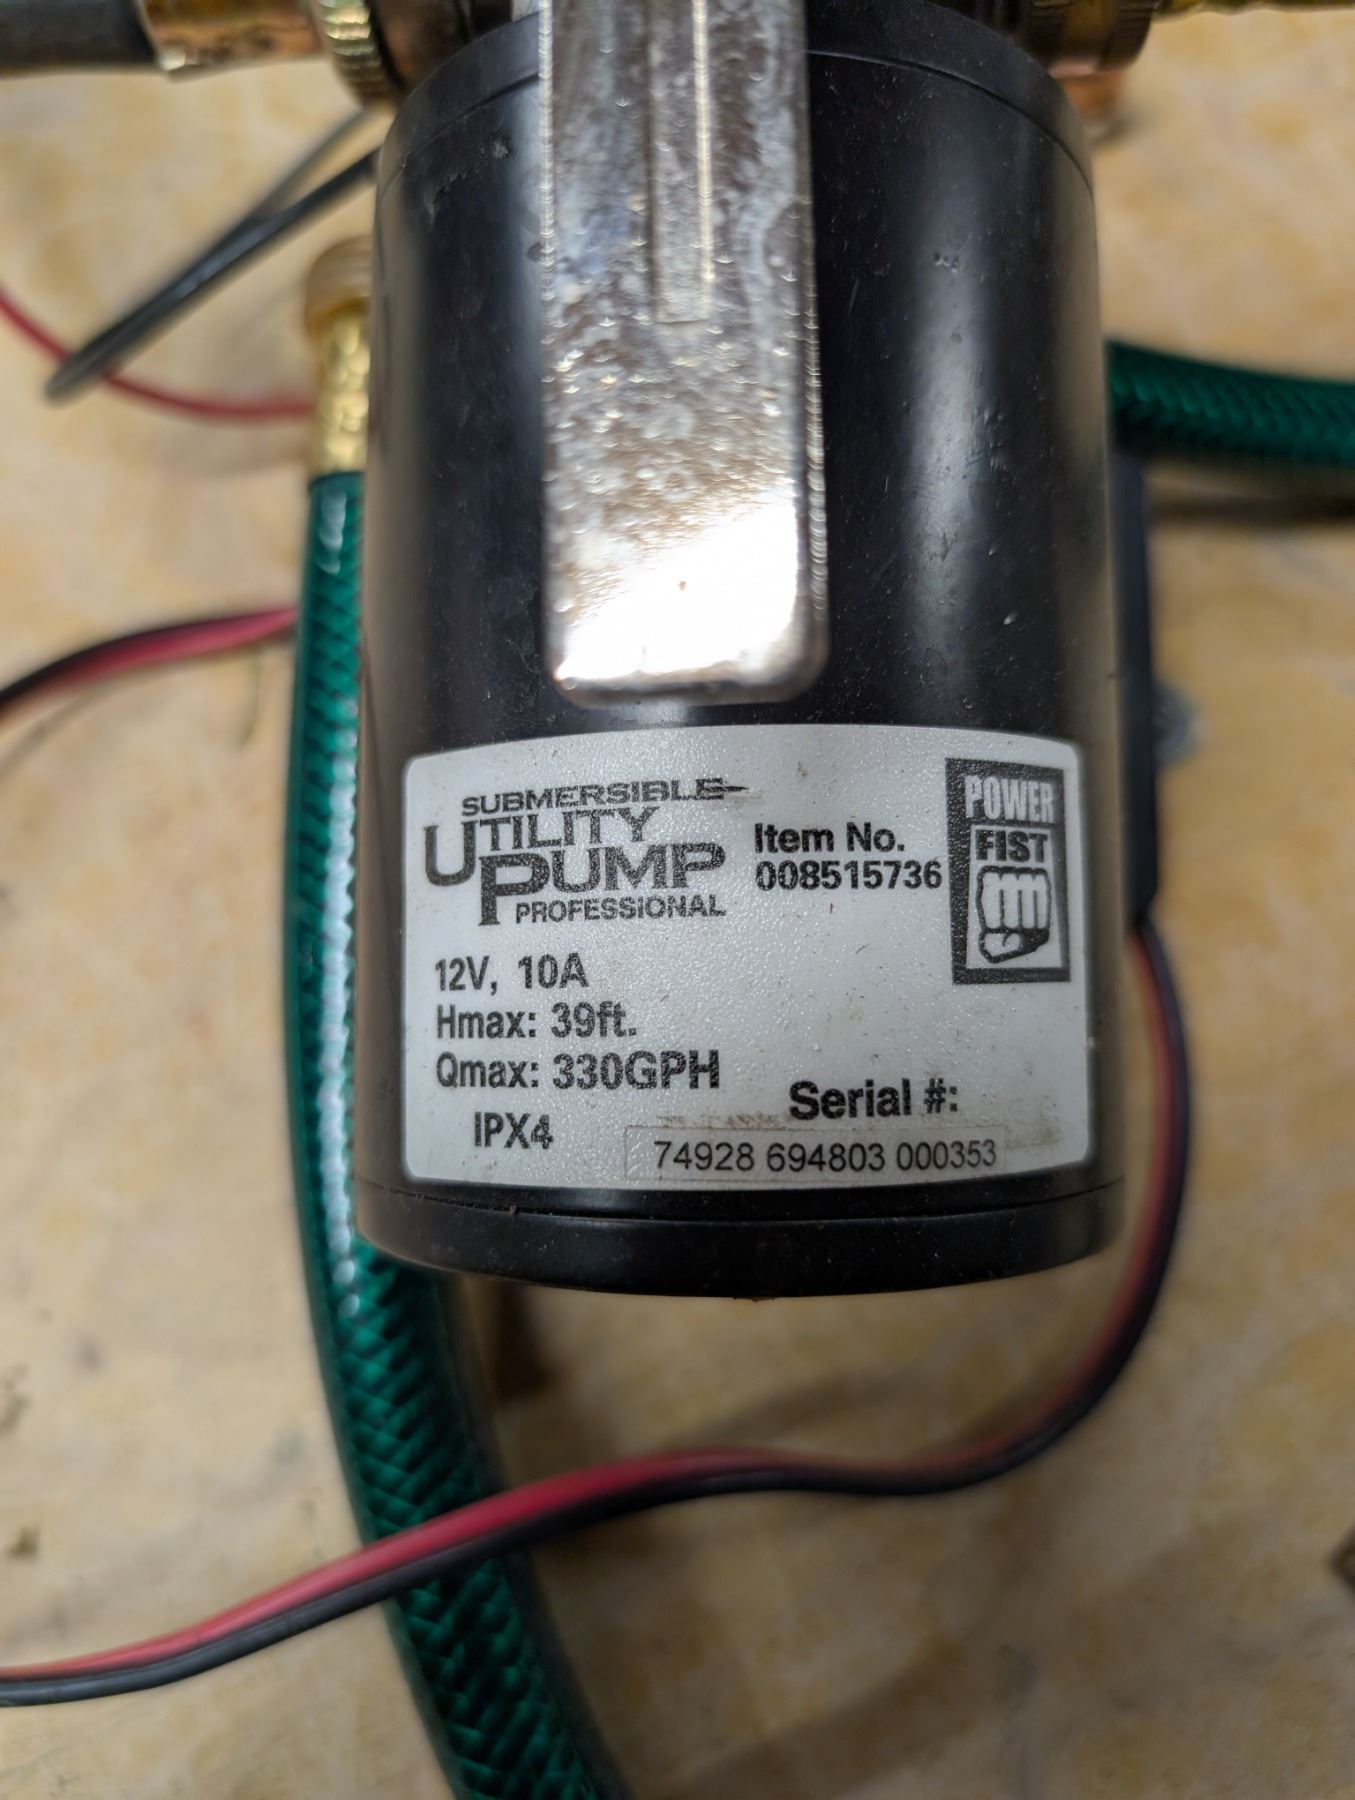 SUBMERSIBLE
UTILITY
PUMP
PROFESSIONAL
Item No.
008515736
POWER
FIST
12V, 10A
Hmax: 39ft.
Qmax: 330GPH
IPX4
Serial #:
74928 694803 000353